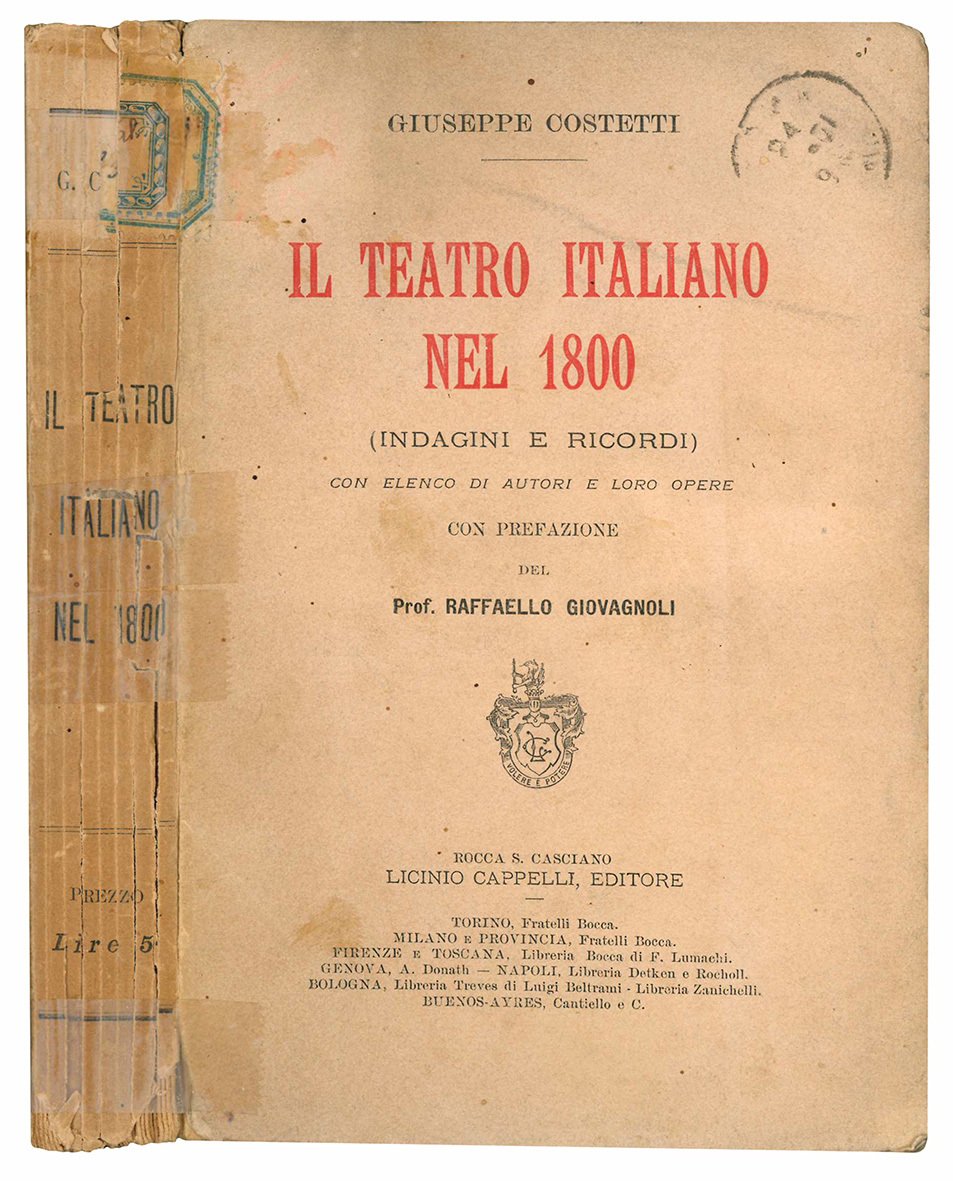 GIUSEPPE COSTETTI
IL TEATRO ITALIANO
NEL 1800
(INDAGINI E RICORDI)
CON ELENCO DI AUTORI E LORO OPERE
CON PREFAZIONE
DEL
Prof. RAFFAELLO GIOVAGNOLI
VOLERE È POTERE
ROCCA S. CASCIANO
LICINIO CAPPELLI, EDITORE
TORINO, Fratelli Bocca.
MILANO E PROVINCIA, Fratelli Bocca.
FIRENZE E TOSCANA, Libreria Bocca di F. Lumachi.
GENOVA, A. Donath — NAPOLI, Libreria Detken e Rocholl.
BOLOGNA, Libreria Treves di Luigi Beltrami - Libreria Zanichelli.
BUENOS-AYRES, Cantiello e C.
G. C
IL TEATRO
ITALIANO
NEL 1800
PREZZO
Lire 5